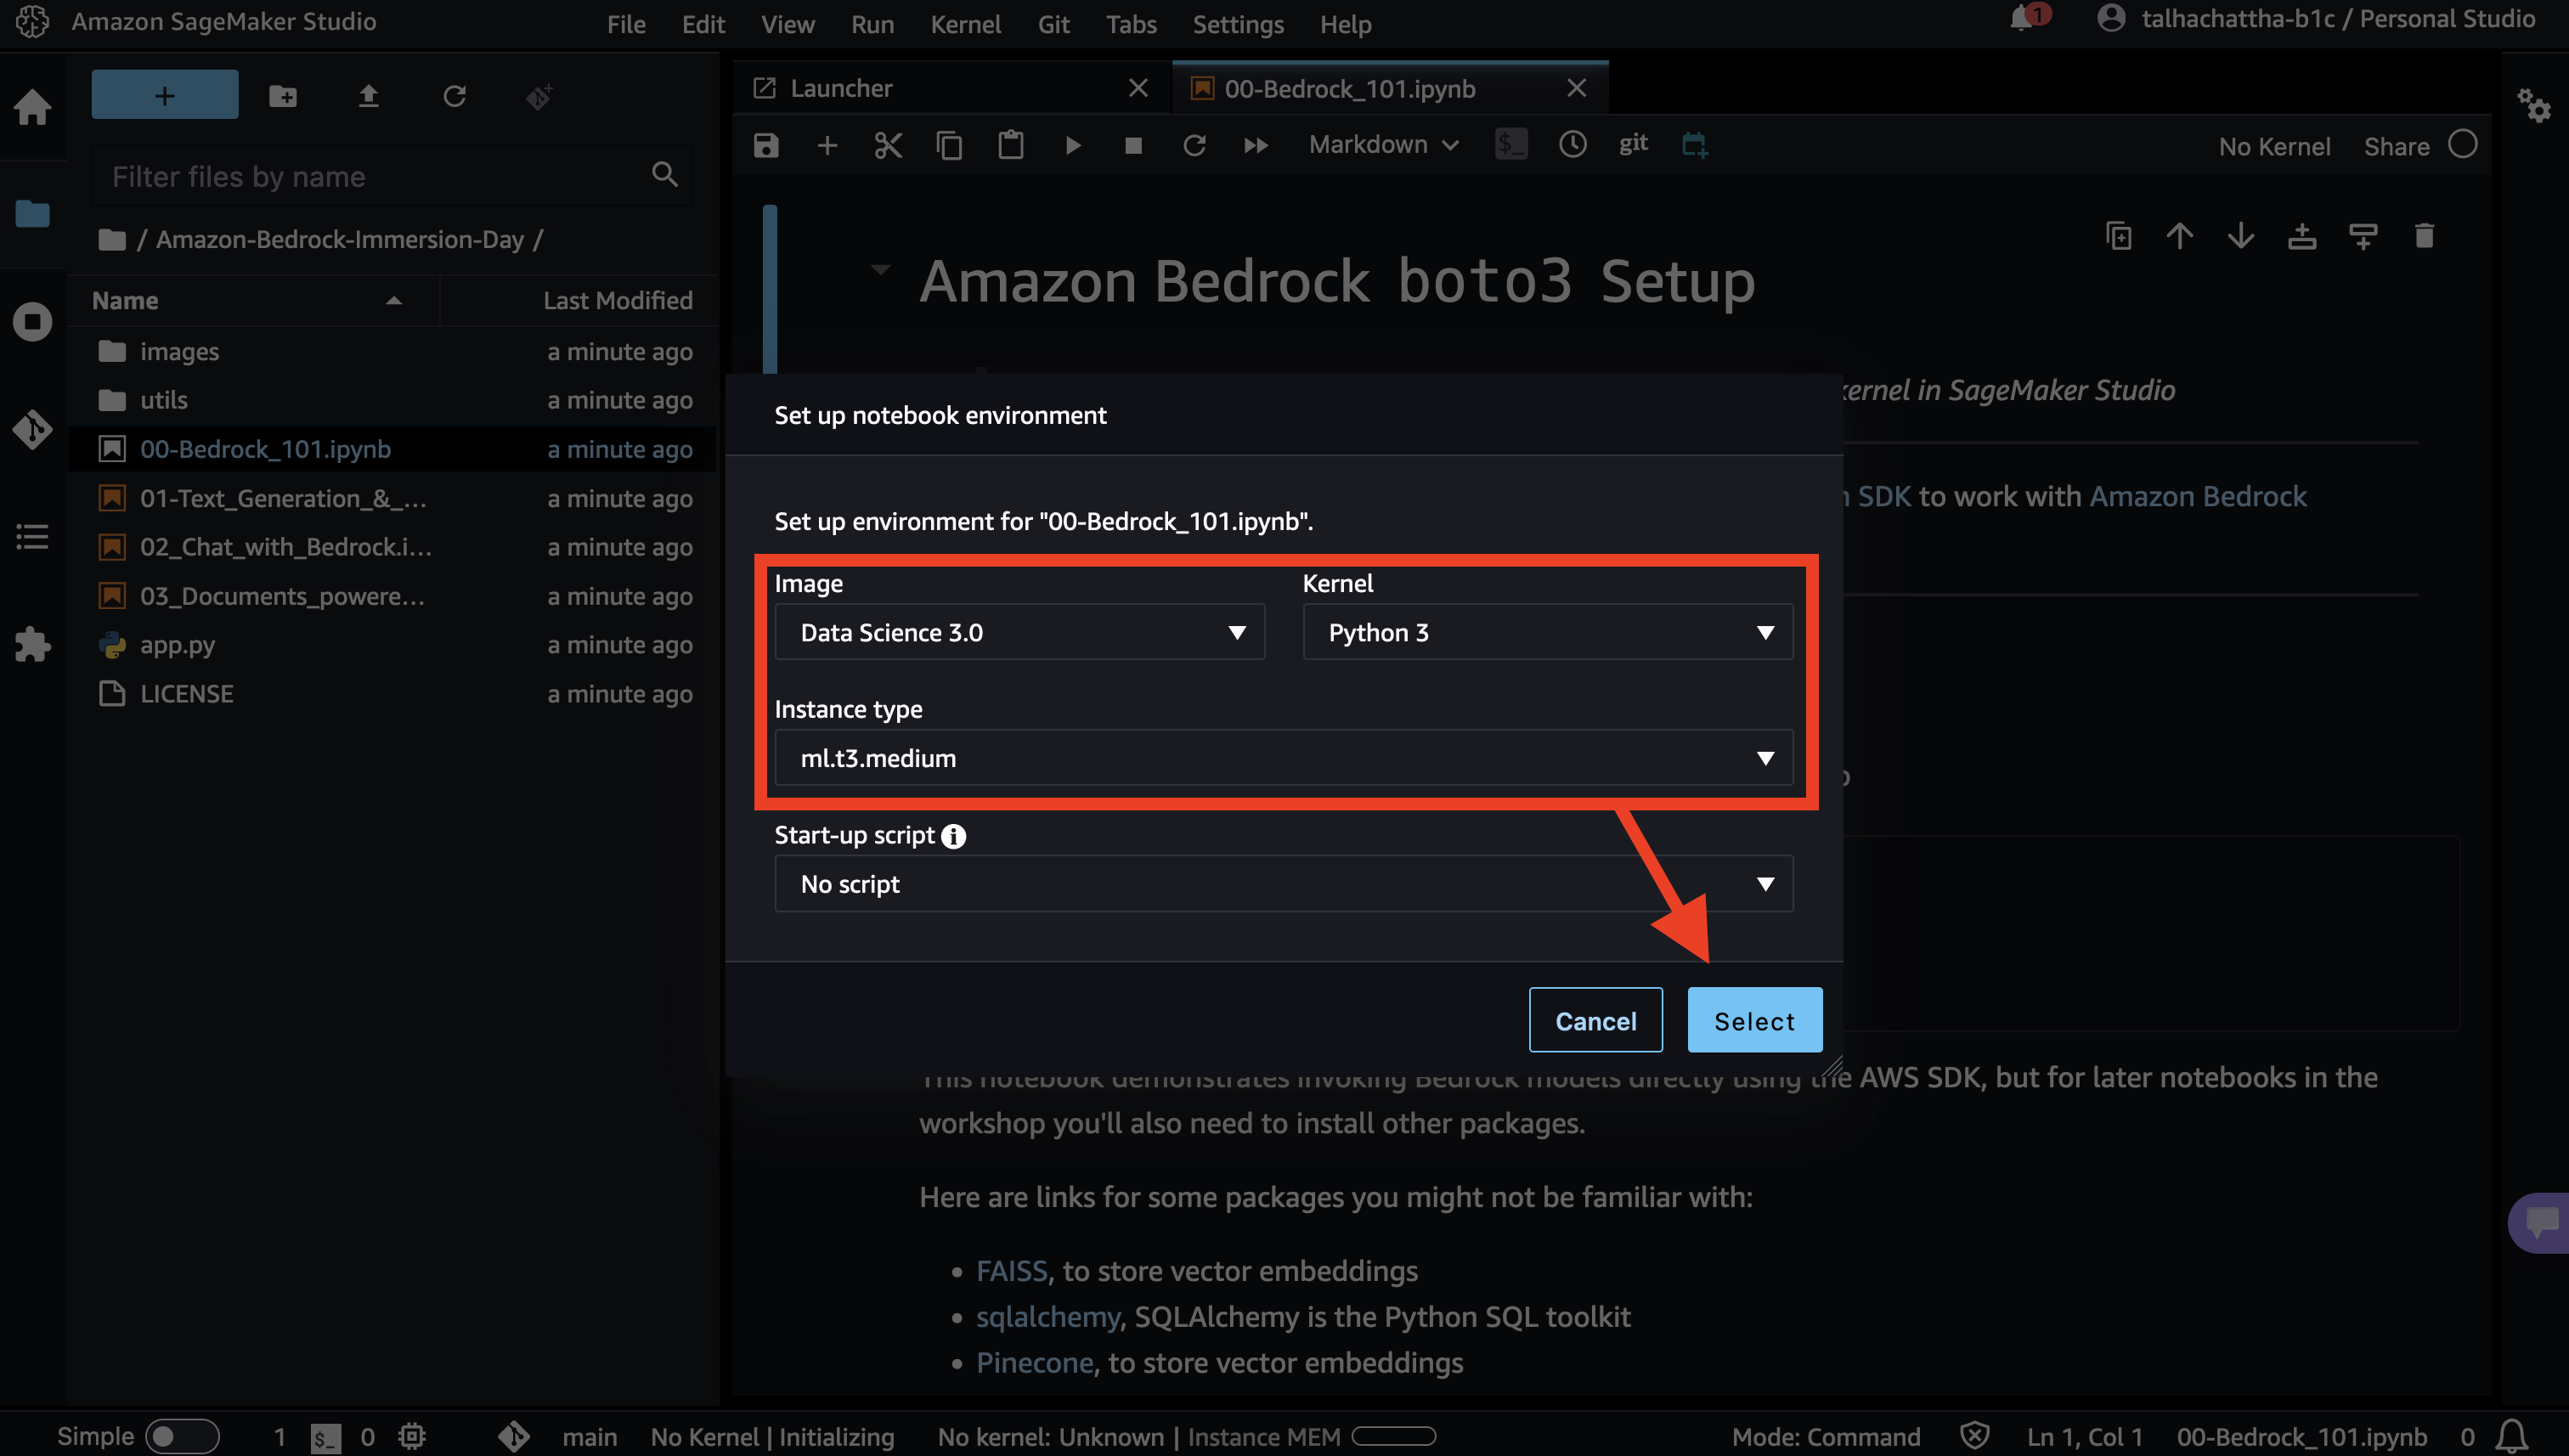 Amazon SageMaker Studio
File Edit View Run Kernel Git Tabs Settings Help
1
talhachattha-b1c / Personal Studio
Launcher
00-Bedrock_101.ipynb
Filter files by name
Markdown
$_
git
No Kernel
Share
/ Amazon-Bedrock-Immersion-Day /
Name Last Modified
images a minute ago
utils a minute ago
00-Bedrock_101.ipynb a minute ago
01-Text_Generation_&_... a minute ago
02_Chat_with_Bedrock.i... a minute ago
03_Documents_powere... a minute ago
app.py a minute ago
LICENSE a minute ago
Amazon Bedrock boto3 Setup
kernel in SageMaker Studio
SDK to work with Amazon Bedrock
Set up notebook environment
Set up environment for "00-Bedrock_101.ipynb".
Image Kernel
Data Science 3.0 Python 3
Instance type
ml.t3.medium
Start-up script
No script
Cancel Select
This notebook demonstrates invoking Bedrock models directly using the AWS SDK, but for later notebooks in the
workshop you'll also need to install other packages.
Here are links for some packages you might not be familiar with:
• FAISS, to store vector embeddings
• sqlalchemy, SQLAlchemy is the Python SQL toolkit
• Pinecone, to store vector embeddings
Simple 1 $_ 0 main No Kernel | Initializing No kernel: Unknown | Instance MEM Mode: Command Ln 1, Col 1 00-Bedrock_101.ipynb 0